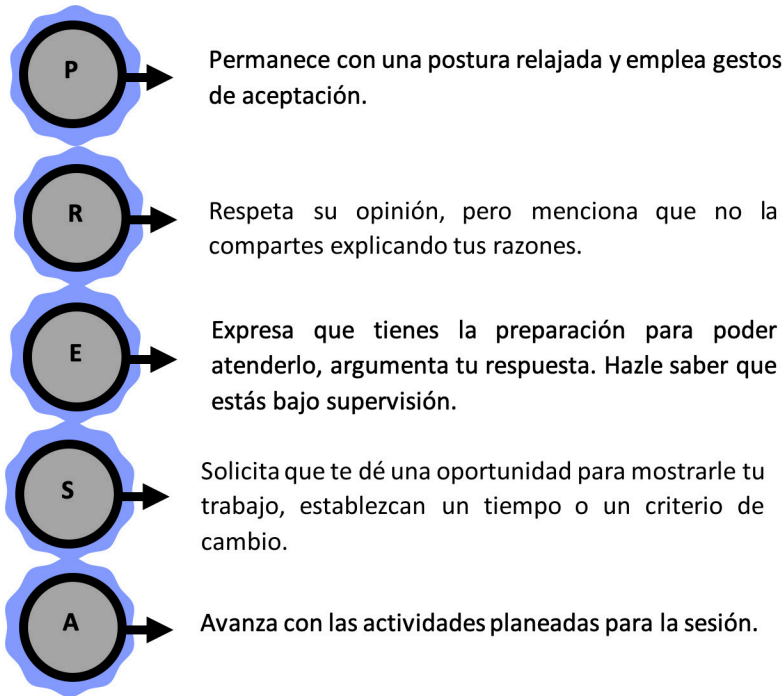 P
Permanece con una postura relajada y emplea gestos
de aceptación.
R
Respeta su opinión, pero menciona que no la
compartes explicando tus razones.
E
Expresa que tienes la preparación para poder
atenderlo, argumenta tu respuesta. Hazle saber que
estás bajo supervisión.
S
Solicita que te dé una oportunidad para mostrarle tu
trabajo, establezcan un tiempo o un criterio de
cambio.
A
Avanza con las actividades planeadas para la sesión.